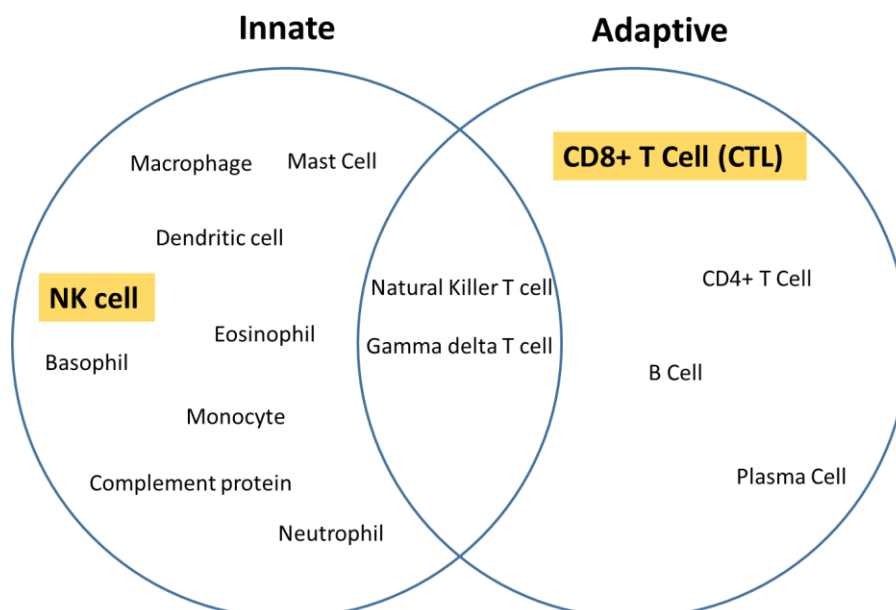 Innate
Adaptive
Macrophage
Mast Cell
CD8+ T Cell (CTL)
Dendritic cell
NK cell
Natural Killer T cell
CD4+ T Cell
Eosinophil
Gamma delta T cell
Basophil
B Cell
Monocyte
Complement protein
Plasma Cell
Neutrophil